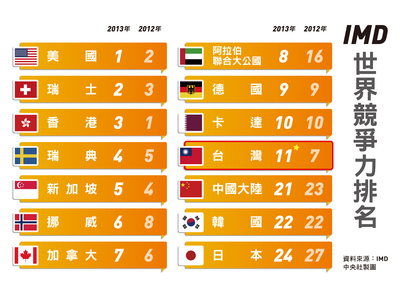 2013年 2012年
美國 1 2
瑞士 2 3
香港 3 1
瑞典 4 5
新加坡 5 4
挪威 6 8
加拿大 7 6
2013年 2012年
阿拉伯
聯合大公國 8 16
德國 9 9
卡達 10 10
台灣 11 7
中國大陸 21 23
韓國 22 22
日本 24 27
IMD
世界競爭力排名
資料來源：IMD
中央社製圖